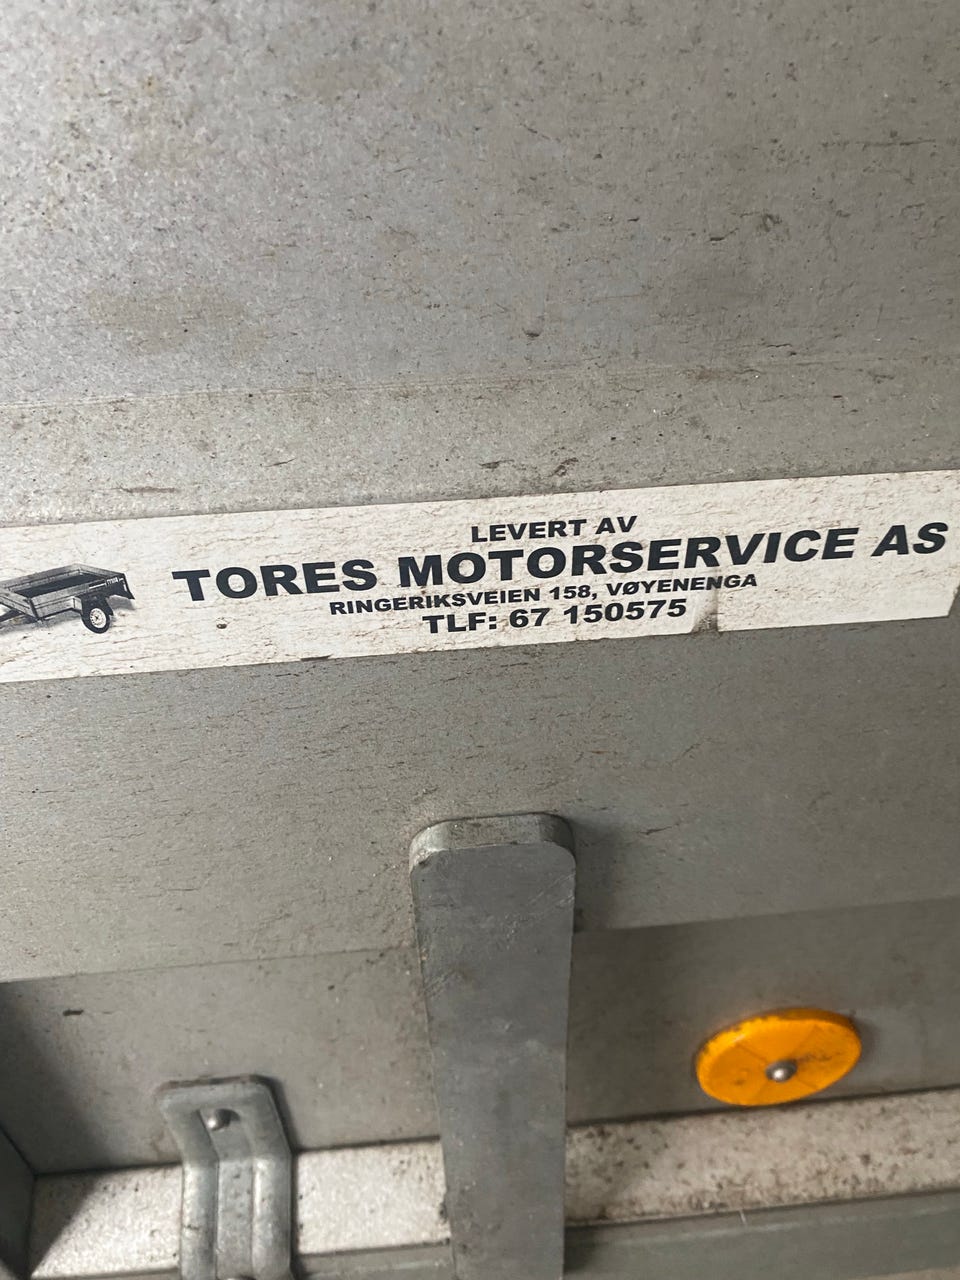 LEVERT AV
TORES MOTORSERVICE AS
RINGERIKSVEIEN 158, VØYENENGA
TLF: 67 150575